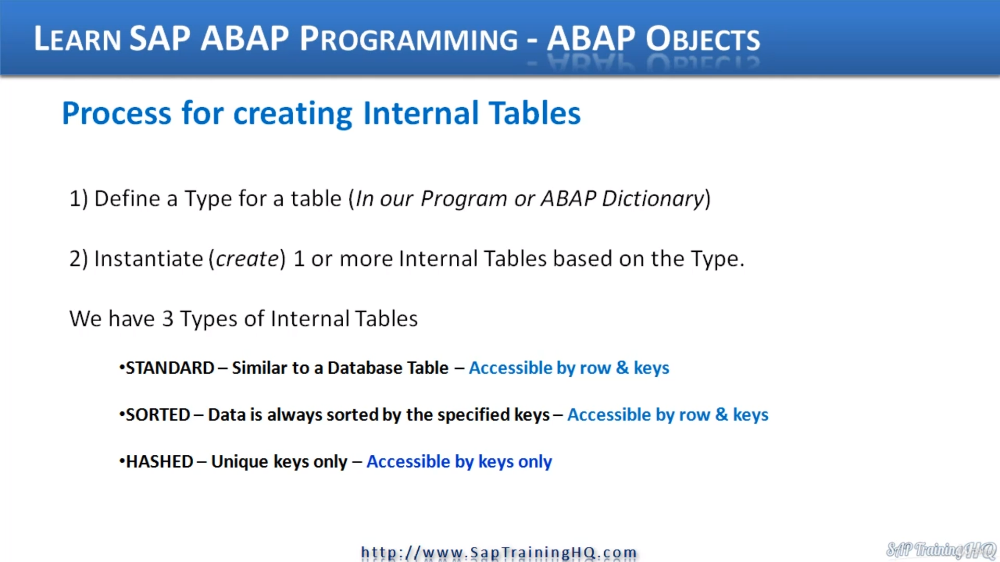 LEARN SAP ABAP PROGRAMMING - ABAP OBJECTS
Process for creating Internal Tables
1) Define a Type for a table (In our Program or ABAP Dictionary)
2) Instantiate (create) 1 or more Internal Tables based on the Type.
We have 3 Types of Internal Tables
•STANDARD – Similar to a Database Table – Accessible by row & keys
•SORTED – Data is always sorted by the specified keys – Accessible by row & keys
•HASHED – Unique keys only – Accessible by keys only
http://www.SapTrainingHQ.com
SAP Training HQ